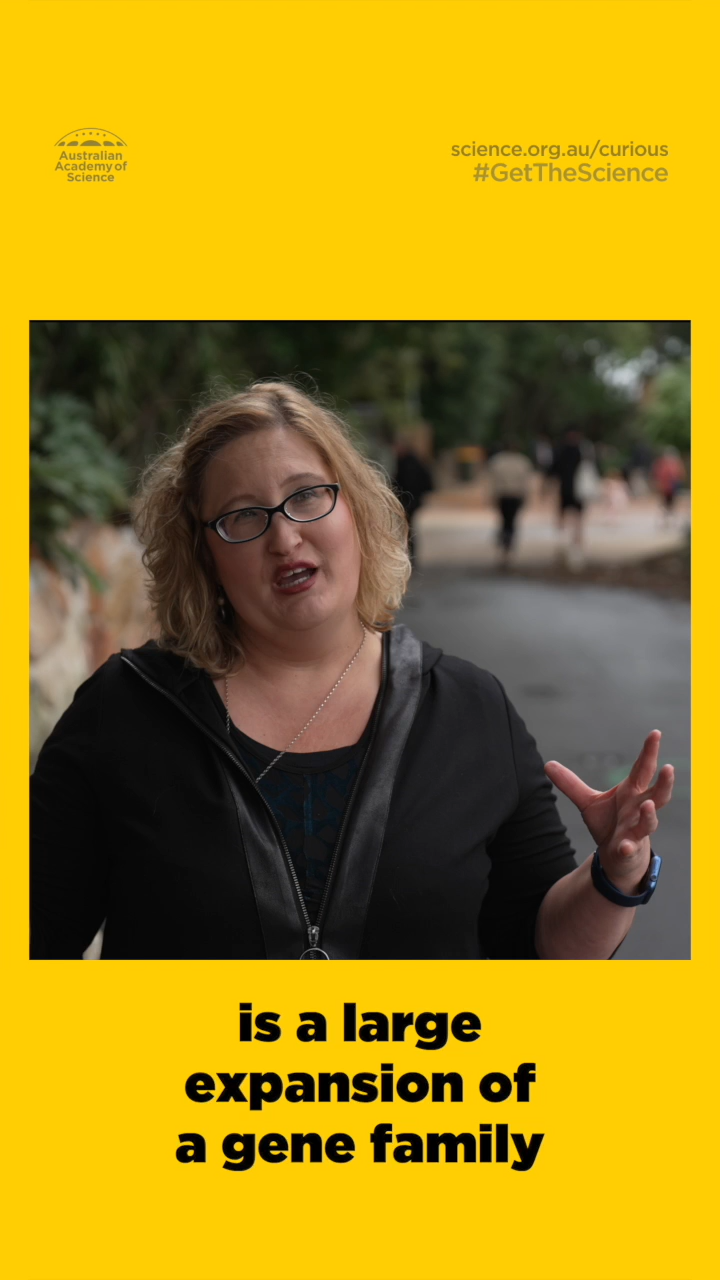 Australian
Academy of
Science
science.org.au/curious
#GetTheScience
is a large
expansion of
a gene family